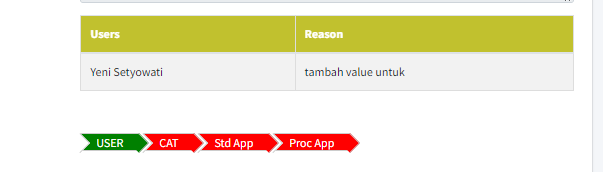 Users Reason
Yeni Setyowati tambah value untuk
USER CAT Std App Proc App